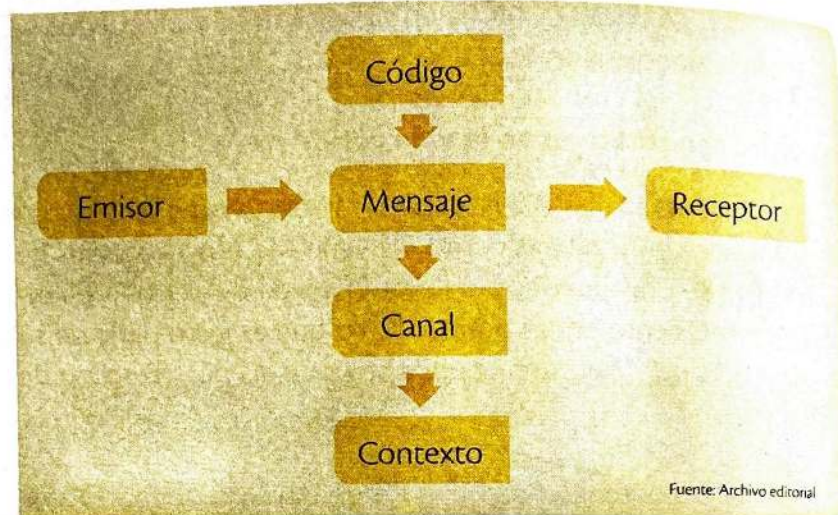 Código
Emisor
Mensaje
Receptor
Canal
Contexto
Fuente: Archivo editorial